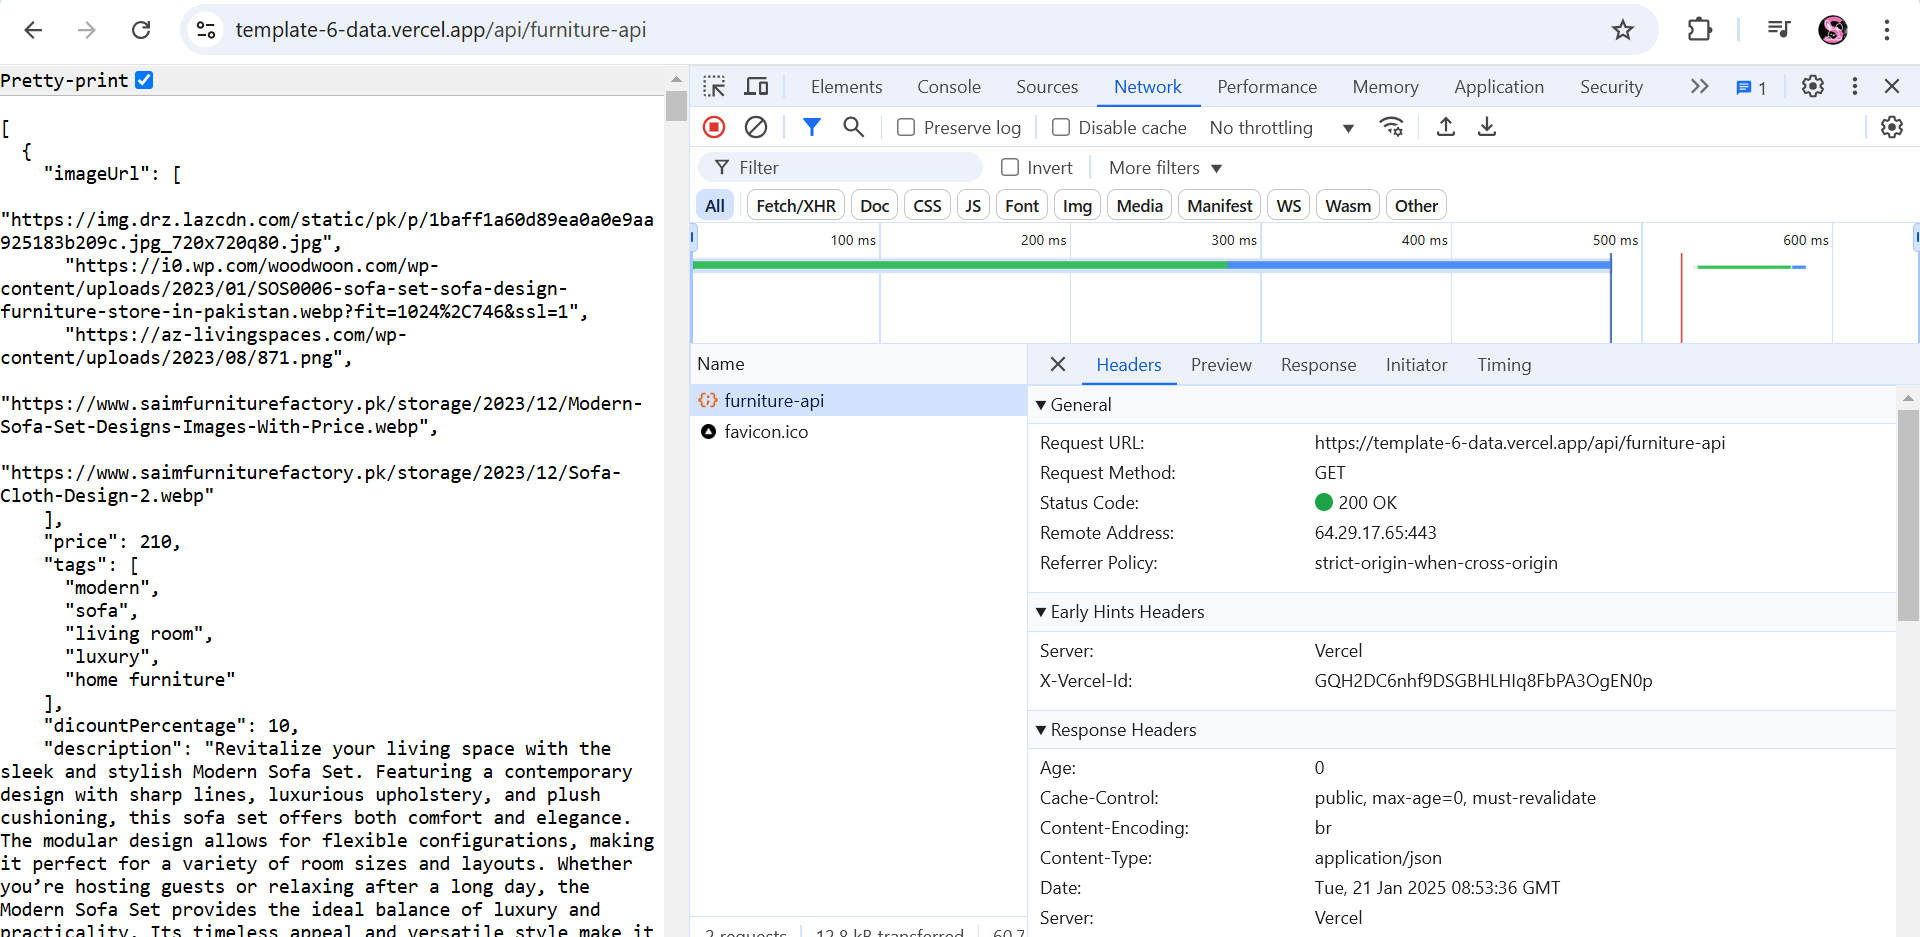 template-6-data.vercel.app/api/furniture-api
Pretty-print
[
{
"imageUrl": [
"https://img.drz.lazcdn.com/static/pk/p/1baff1a60d89ea0a0e9aa
925183b209c.jpg_720x720q80.jpg",
"https://i0.wp.com/woodwoon.com/wp-
content/uploads/2023/01/SOS0006-sofa-set-sofa-design-
furniture-store-in-pakistan.webp?fit=1024%2C746&ssl=1",
"https://az-livingspaces.com/wp-
content/uploads/2023/08/871.png",
"https://www.saimfurniturefactory.pk/storage/2023/12/Modern-
Sofa-Set-Designs-Images-With-Price.webp",
"https://www.saimfurniturefactory.pk/storage/2023/12/Sofa-
Cloth-Design-2.webp"
],
"price": 210,
"tags": [
"modern",
"sofa",
"living room",
"luxury",
"home furniture"
],
"dicountPercentage": 10,
"description": "Revitalize your living space with the
sleek and stylish Modern Sofa Set. Featuring a contemporary
design with sharp lines, luxurious upholstery, and plush
cushioning, this sofa set offers both comfort and elegance.
The modular design allows for flexible configurations, making
it perfect for a variety of room sizes and layouts. Whether
you’re hosting guests or relaxing after a long day, the
Modern Sofa Set provides the ideal balance of luxury and
practicality. Its timeless appeal and versatile style make it
Elements Console Sources Network Performance Memory Application Security 1
Preserve log Disable cache No throttling
Filter Invert More filters
All Fetch/XHR Doc CSS JS Font Img Media Manifest WS Wasm Other
100 ms 200 ms 300 ms 400 ms 500 ms 600 ms
Name
furniture-api
favicon.ico
2 requests 12.8 kB transferred 60.7
Headers Preview Response Initiator Timing
General
Request URL: https://template-6-data.vercel.app/api/furniture-api
Request Method: GET
Status Code: 200 OK
Remote Address: 64.29.17.65:443
Referrer Policy: strict-origin-when-cross-origin
Early Hints Headers
Server: Vercel
X-Vercel-Id: GQH2DC6nhf9DSGBHLHIq8FbPA3OgEN0p
Response Headers
Age: 0
Cache-Control: public, max-age=0, must-revalidate
Content-Encoding: br
Content-Type: application/json
Date: Tue, 21 Jan 2025 08:53:36 GMT
Server: Vercel